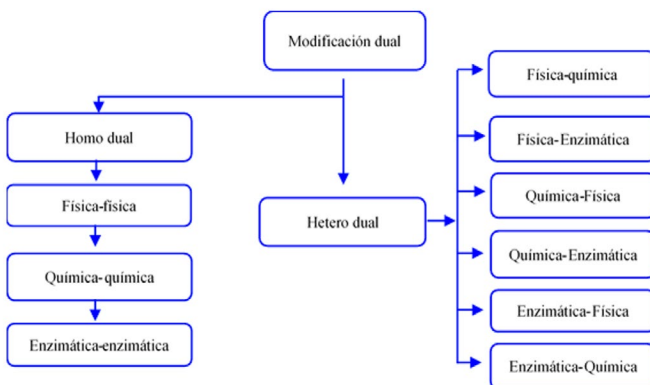 Modificación dual
Homo dual
Física-física
Química-química
Enzimática-enzimática
Hetero dual
Física-química
Física-Enzimática
Química-Física
Química-Enzimática
Enzimática-Física
Enzimática-Química